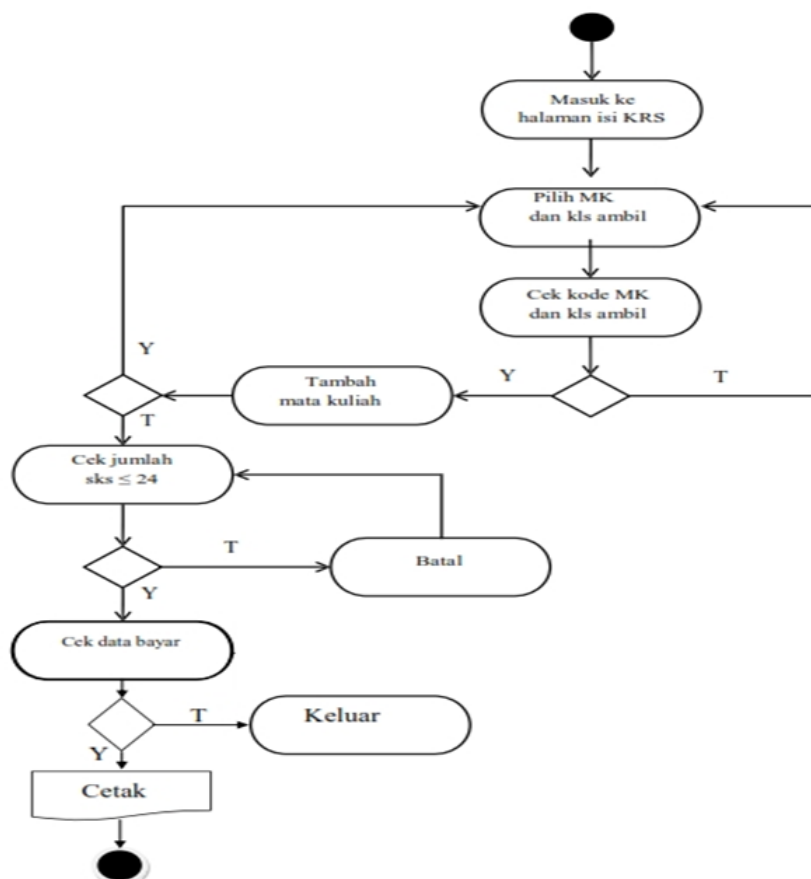 Masuk ke
halaman isi KRS
Pilih MK
dan kls ambil
Cek kode MK
dan kls ambil
Y
T
Tambah
mata kuliah
Y
T
Cek jumlah
sks ≤ 24
T
Batal
Y
Cek data bayar
T
Keluar
Y
Cetak